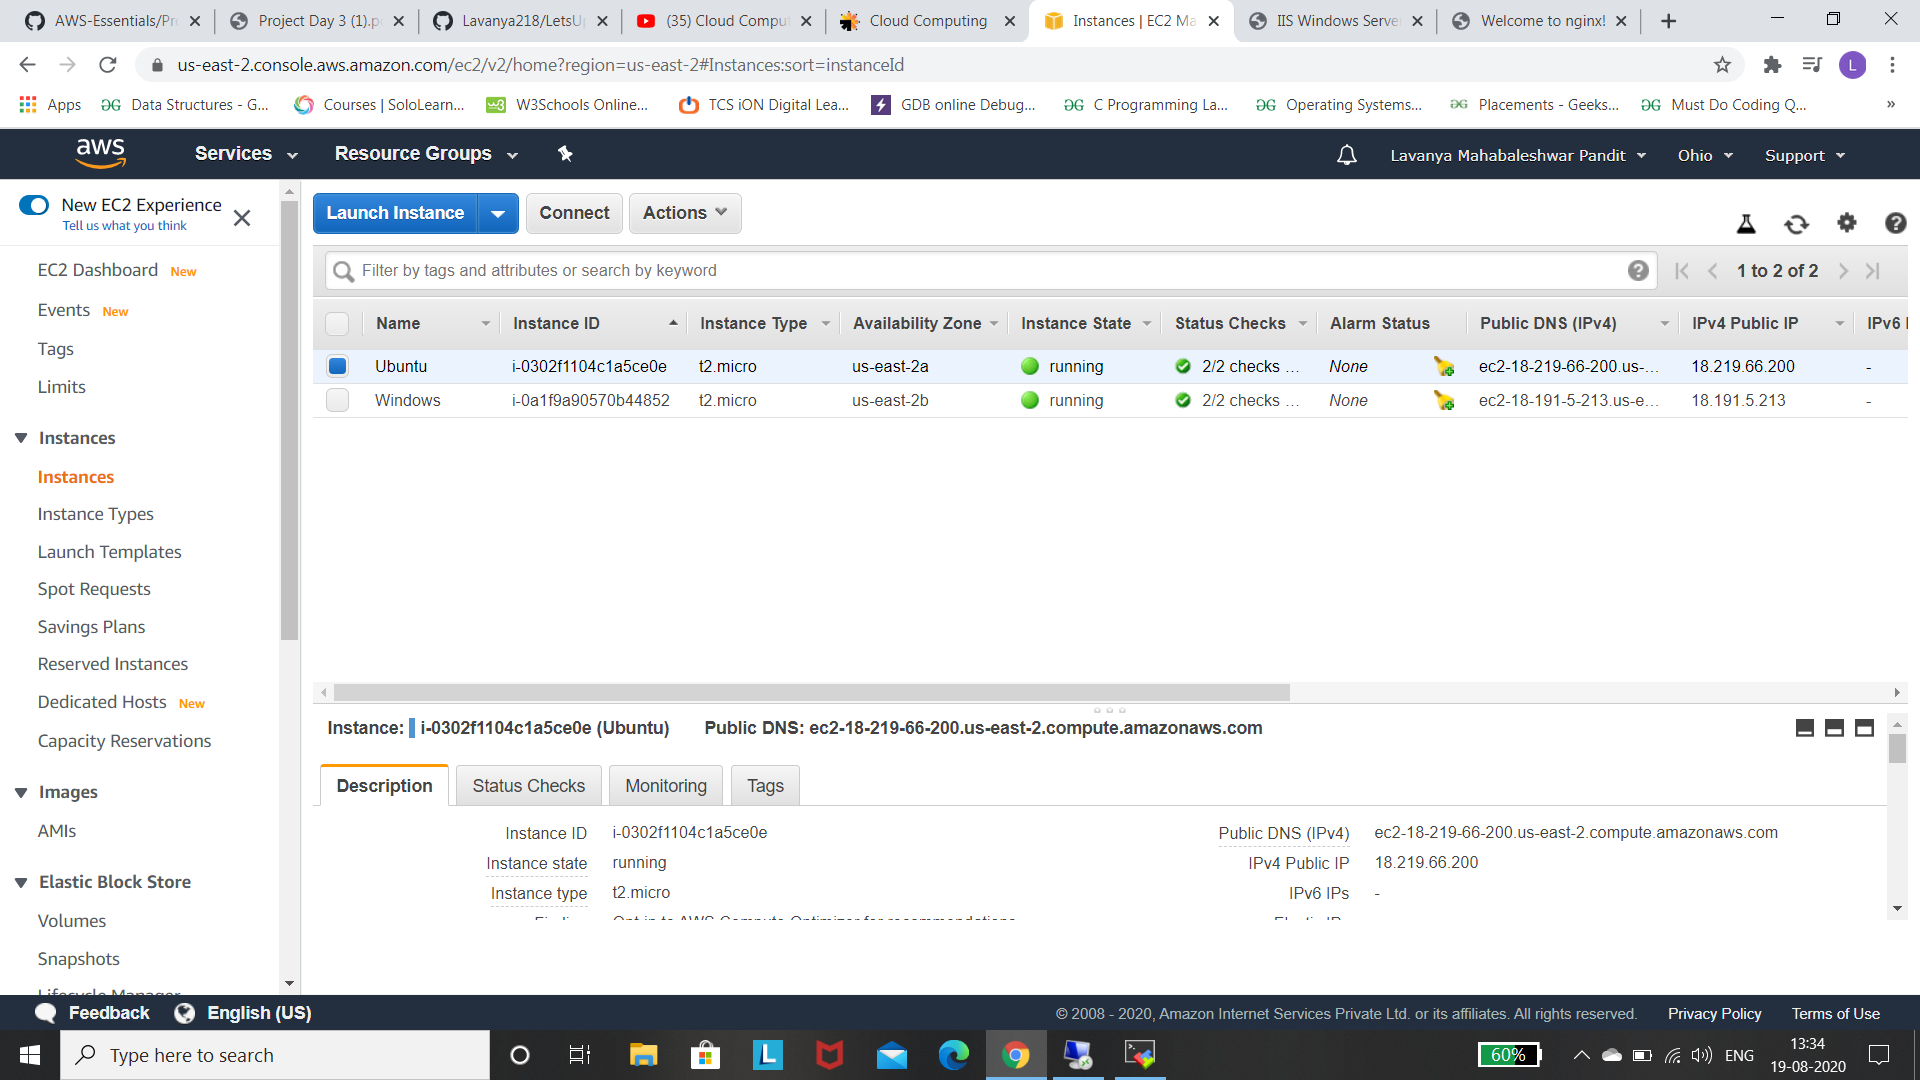 AWS-Essentials/Pr
Project Day 3 (1).p
Lavanya218/LetsU
(35) Cloud Compu
Cloud Computing
Instances | EC2 Ma
IIS Windows Serve
Welcome to nginx!
us-east-2.console.aws.amazon.com/ec2/v2/home?region=us-east-2#Instances:sort=instanceId
L
Apps
Data Structures - G...
Courses | SoloLearn...
W3Schools Online...
TCS iON Digital Lea...
GDB online Debug...
C Programming La...
Operating Systems...
Placements - Geeks...
Must Do Coding Q...
»
aws
Services
Resource Groups
Lavanya Mahabaleshwar Pandit
Ohio
Support
New EC2 Experience
Tell us what you think
EC2 Dashboard New
Events New
Tags
Limits
Instances
Instances
Instance Types
Launch Templates
Spot Requests
Savings Plans
Reserved Instances
Dedicated Hosts New
Capacity Reservations
Images
AMIs
Elastic Block Store
Volumes
Snapshots
Lifecycle Manager
Launch Instance
Connect
Actions
Filter by tags and attributes or search by keyword
1 to 2 of 2
Name Instance ID Instance Type Availability Zone Instance State Status Checks Alarm Status Public DNS (IPv4) IPv4 Public IP IPv6 I
Ubuntu i-0302f1104c1a5ce0e t2.micro us-east-2a running 2/2 checks ... None ec2-18-219-66-200.us-... 18.219.66.200 -
Windows i-0a1f9a90570b44852 t2.micro us-east-2b running 2/2 checks ... None ec2-18-191-5-213.us-e... 18.191.5.213 -
Instance: i-0302f1104c1a5ce0e (Ubuntu) Public DNS: ec2-18-219-66-200.us-east-2.compute.amazonaws.com
Description
Status Checks
Monitoring
Tags
Instance ID i-0302f1104c1a5ce0e
Instance state running
Instance type t2.micro
Opt-in to AWS Compute Optimizer for recommendations
Public DNS (IPv4) ec2-18-219-66-200.us-east-2.compute.amazonaws.com
IPv4 Public IP 18.219.66.200
IPv6 IPs -
Feedback
English (US)
© 2008 - 2020, Amazon Internet Services Private Ltd. or its affiliates. All rights reserved.
Privacy Policy
Terms of Use
Type here to search
L
60%
ENG
13:34
19-08-2020